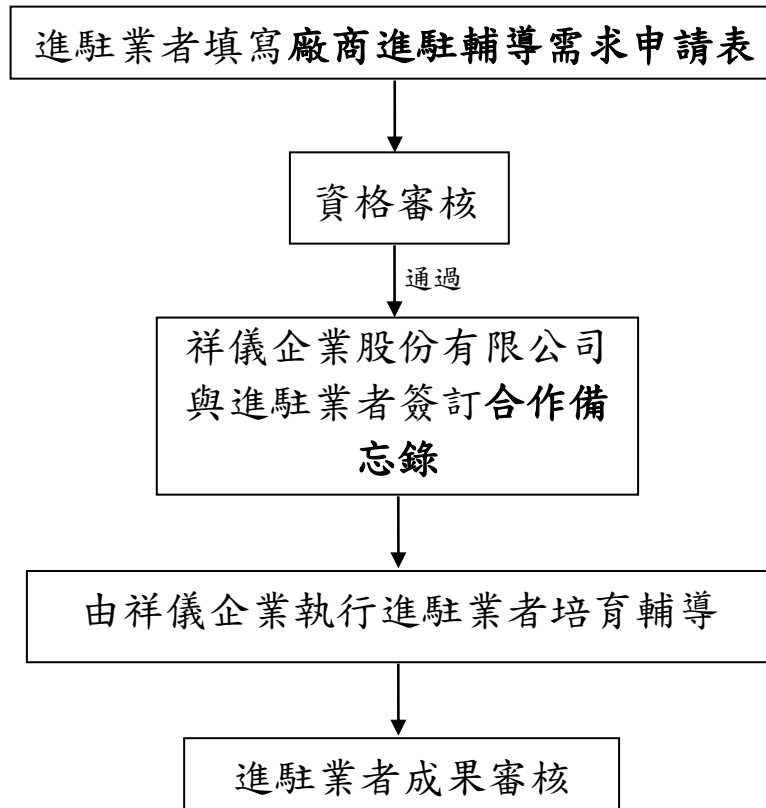 進駐業者填寫廠商進駐輔導需求申請表
資格審核
通過
祥儀企業股份有限公司
與進駐業者簽訂合作備
忘錄
由祥儀企業執行進駐業者培育輔導
進駐業者成果審核